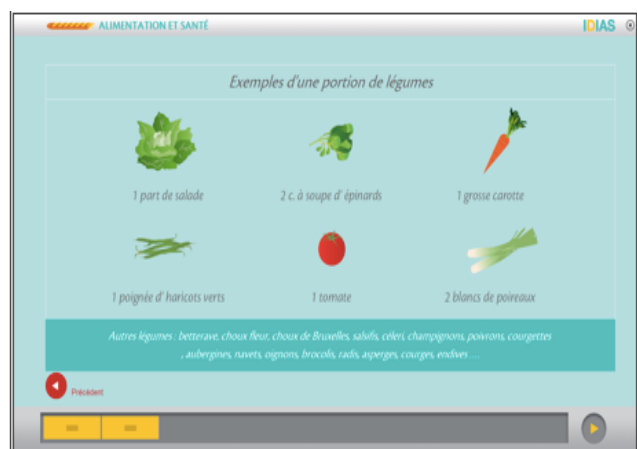 ALIMENTATION ET SANTÉ
IDIAS
Exemples d'une portion de légumes
1 part de salade
2 c. à soupe d' épinards
1 grosse carotte
1 poignée d' haricots verts
1 tomate
2 blancs de poireaux
Autres légumes : betterave, choux fleur, choux de Bruxelles, salsifis, céleri, champignons, poivrons, courgettes
, aubergines, navets, oignons, brocolis, radis, asperges, courges, endives ....
Précédent